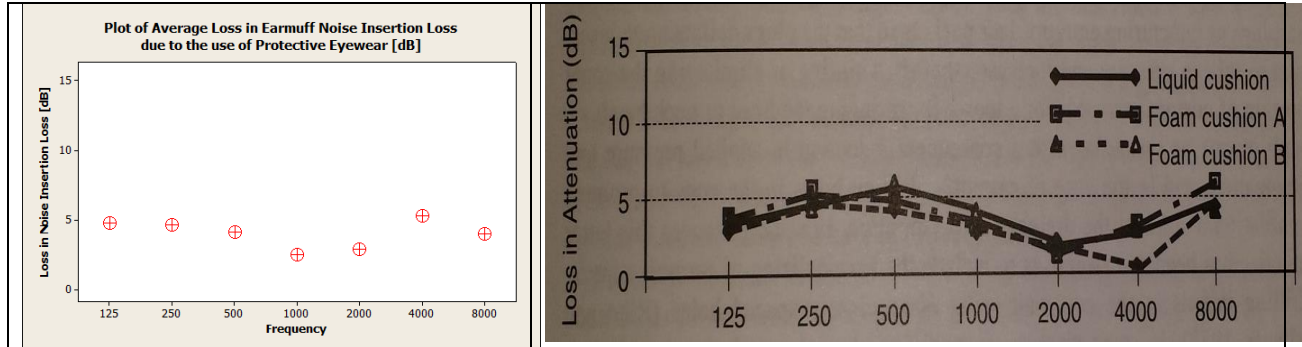 Plot of Average Loss in Earmuff Noise Insertion Loss
due to the use of Protective Eyewear [dB]
Loss in Noise Insertion Loss [dB]
15
10
5
0
125 250 500 1000 2000 4000 8000
Frequency
Loss in Attenuation (dB)
15
10
5
0
Liquid cushion
Foam cushion A
Foam cushion B
125 250 500 1000 2000 4000 8000